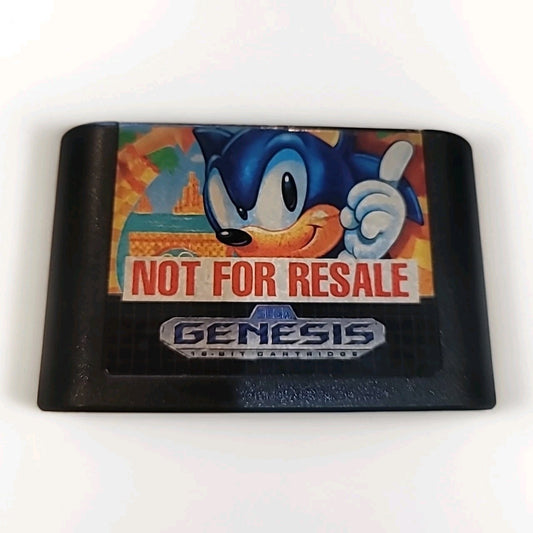 NOT FOR RESALE
SEGA
GENESIS
16-BIT CARTRIDGE